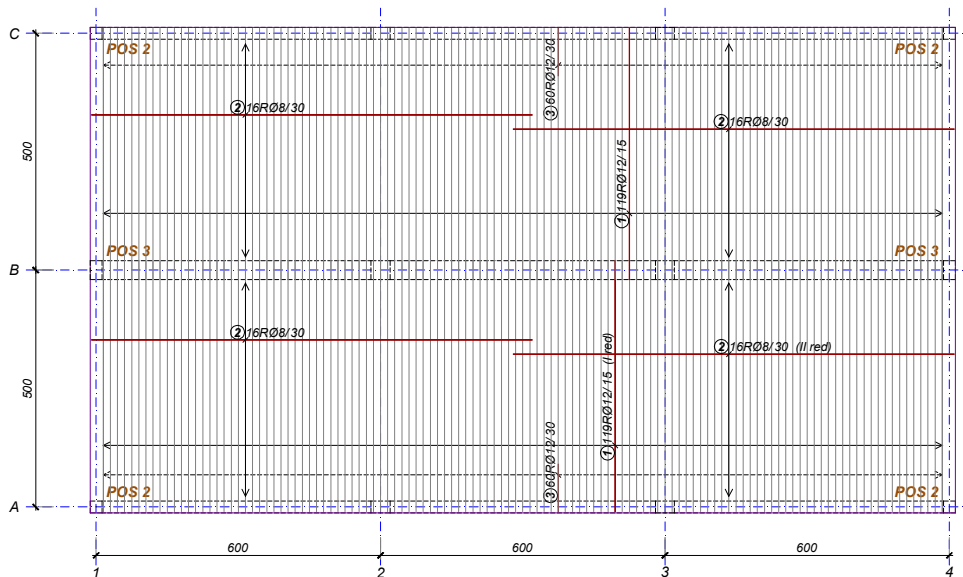 C
POS 2
POS 2
③60RØ12/30
②16RØ8/30
②16RØ8/30
500
①119RØ12/15
POS 3
POS 3
B
②16RØ8/30
②16RØ8/30 (II red)
①119RØ12/15 (I red)
500
③60RØ12/30
POS 2
POS 2
A
600
600
600
1
2
3
4